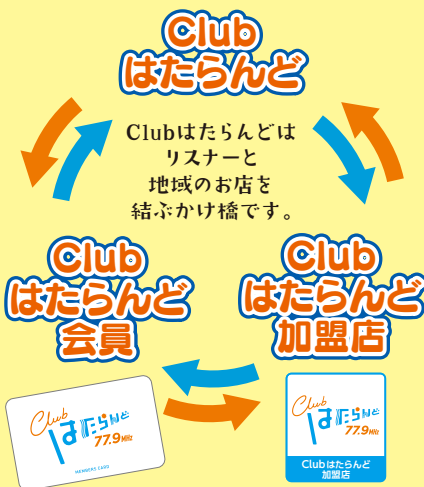 Club
はたらんど
Clubはたらんどは
リスナーと
地域のお店を
結ぶかけ橋です。
Club
はたらんど
会員
Club
はたらんど
加盟店
Club
はたらんど
77.9MHz
MEMBERS CARD
Club
はたらんど
77.9MHz
Clubはたらんど
加盟店